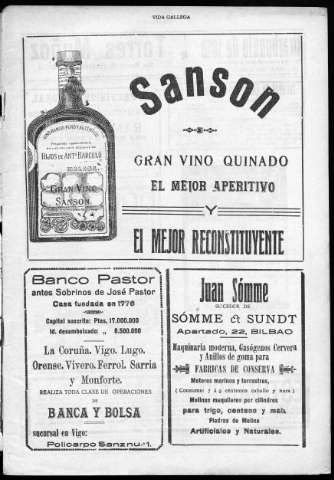 VIDA GALLEGA
Sanson
GRAN VINO QUINADO
EL MEJOR APERITIVO
Y
El MEJOR RECONSTITUYENTE
HIJOS DE ANTº BARCELÓ
MALAGA
GRAN VINO
SANSON
Banco Pastor
antes Sobrinos de José Pastor
Casa fundada en 1776
Capital suscrito: Ptas. 17.000.000
Id. desembolsado: » 8.500.000
La Coruña. Vigo. Lugo.
Orense. Vivero. Ferrol. Sarria
y Monforte.
REALIZA TODA CLASE DE OPERACIONES
DE
BANCA Y BOLSA
sucursal en Vigo:
Policarpo Sanz nu·1.
Juan Sömme
SUCESOR DE
SÖMME & SUNDT
Apartado, 22, BILBAO
Maquinaria moderna, Gasógenos Cervera
y Anillos de goma para
FABRICAS DE CONSERVA
Motores marinos y terrestres,
Molinos maquileros por cilindros
para trigo, centeno y maíz.
Piedras de Molino
Artificiales y Naturales.